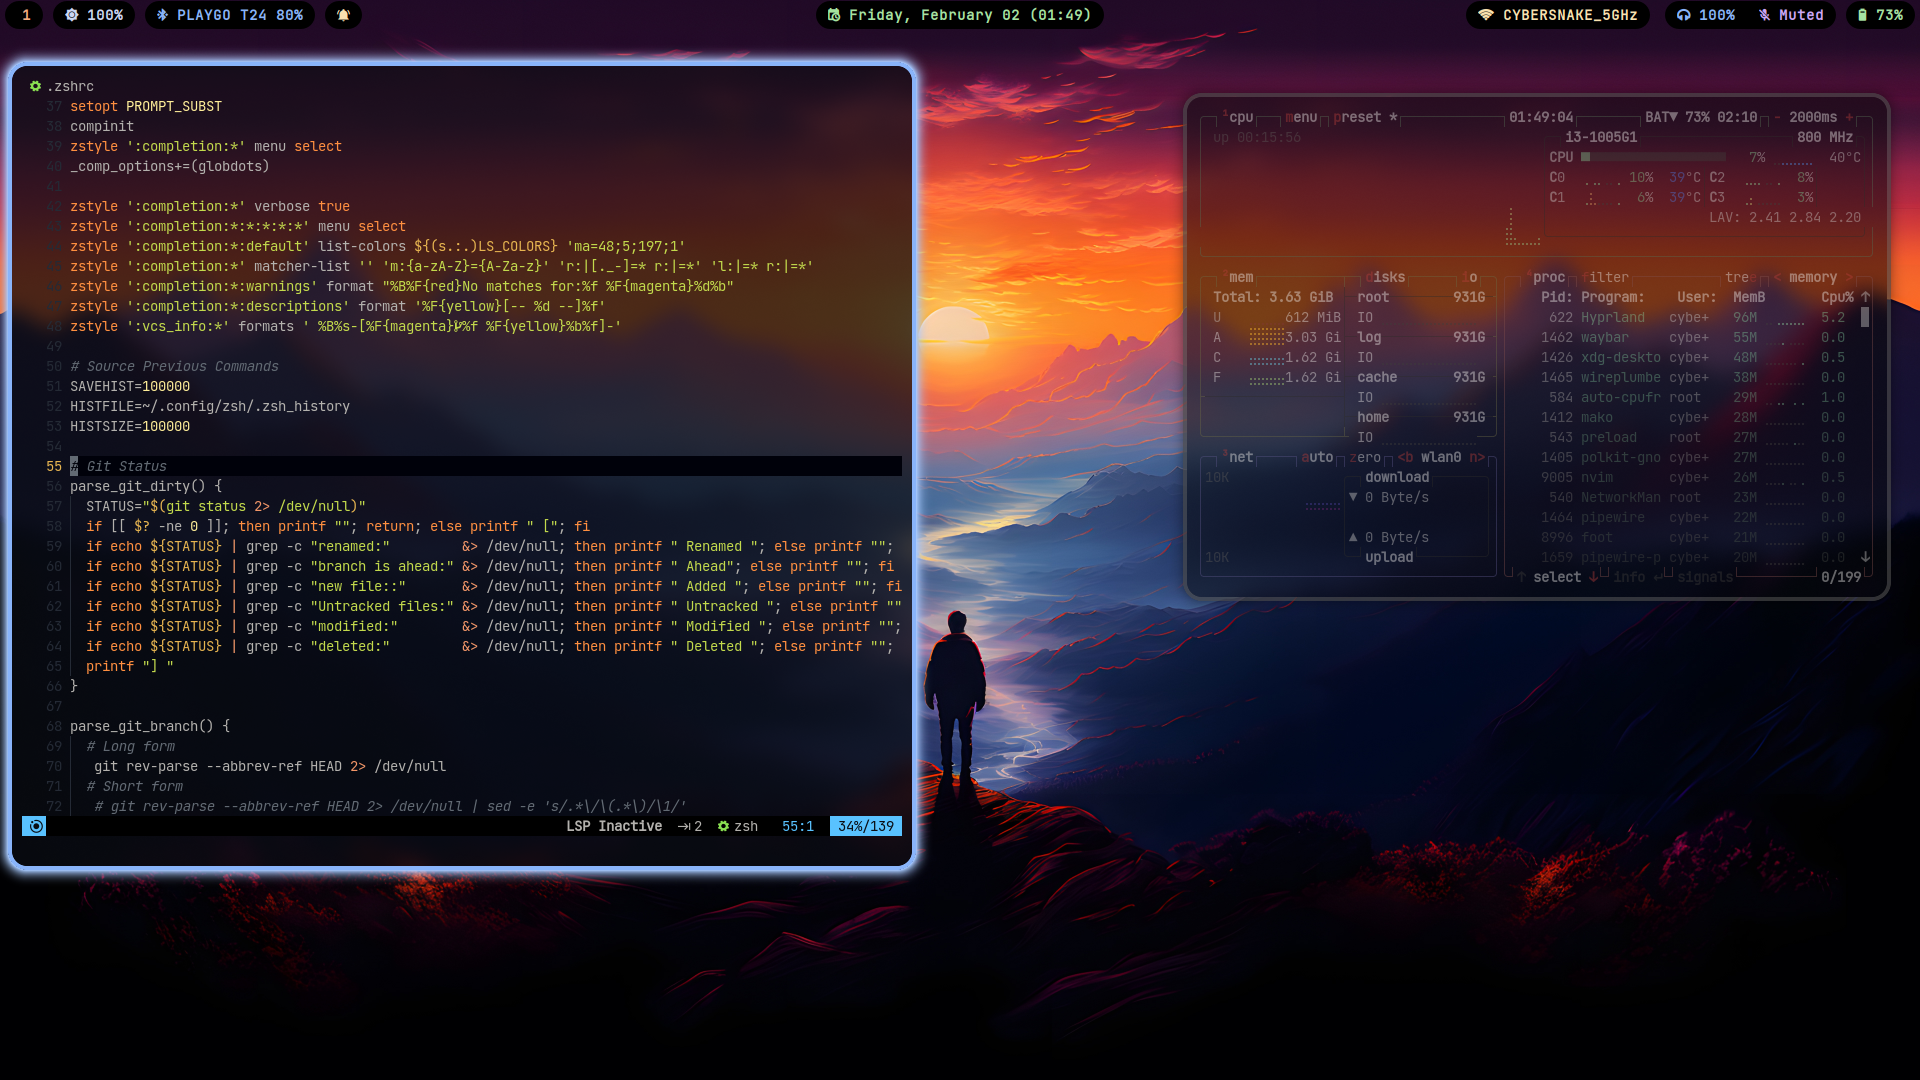 1 100% PLAYGO T24 80% Friday, February 02 (01:49) CYBERSNAKE_5GHz 100% Muted 73%
.zshrc
37 setopt PROMPT_SUBST
38 compinit
39 zstyle ':completion:*' menu select
40 _comp_options+=(globdots)
41
42 zstyle ':completion:*' verbose true
43 zstyle ':completion:*:*:*:*:*' menu select
44 zstyle ':completion:*:default' list-colors ${(s.:.)LS_COLORS} 'ma=48;5;197;1'
45 zstyle ':completion:*' matcher-list '' 'm:{a-zA-Z}={A-Za-z}' 'r:|[._-]=* r:|=*' 'l:|=* r:|=*'
46 zstyle ':completion:*:warnings' format "%B%F{red}No matches for:%f %F{magenta}%d%b"
47 zstyle ':completion:*:descriptions' format '%F{yellow}[-- %d --]%f'
48 zstyle ':vcs_info:*' formats ' %B%s-[%F{magenta}%f %F{yellow}%b%f]-'
49
50 # Source Previous Commands
51 SAVEHIST=100000
52 HISTFILE=~/.config/zsh/.zsh_history
53 HISTSIZE=100000
54
55 # Git Status
56 parse_git_dirty() {
57 STATUS="$(git status 2> /dev/null)"
58 if [[ $? -ne 0 ]]; then printf ""; return; else printf " ["; fi
59 if echo ${STATUS} | grep -c "renamed:" &> /dev/null; then printf " Renamed "; else printf "";
60 if echo ${STATUS} | grep -c "branch is ahead:" &> /dev/null; then printf " Ahead"; else printf ""; fi
61 if echo ${STATUS} | grep -c "new file::" &> /dev/null; then printf " Added "; else printf ""; fi
62 if echo ${STATUS} | grep -c "Untracked files:" &> /dev/null; then printf " Untracked "; else printf ""
63 if echo ${STATUS} | grep -c "modified:" &> /dev/null; then printf " Modified "; else printf "";
64 if echo ${STATUS} | grep -c "deleted:" &> /dev/null; then printf " Deleted "; else printf "";
65 printf "] "
66 }
67
68 parse_git_branch() {
69 # Long form
70 git rev-parse --abbrev-ref HEAD 2> /dev/null
71 # Short form
72 # git rev-parse --abbrev-ref HEAD 2> /dev/null | sed -e 's/.*\/\(.*\)/\1/'
LSP Inactive 2 zsh 55:1 34%/139
1cpu menu preset * 01:49:04 BAT▼ 73% 02:10 - 2000ms +
up 00:15:56 i3-1005G1 800 MHz
CPU 7% 40°C
C0 10% 39°C C2 8%
C1 6% 39°C C3 3%
LAV: 2.41 2.84 2.20
2mem disks io
Total: 3.63 GiB root 931G
U 612 MiB IO
A 3.03 Gi log 931G
C 1.62 Gi IO
F 1.62 Gi cache 931G
IO
home 931G
IO
3net auto zero <b wlan0 n>
10K download
▼ 0 Byte/s
▲ 0 Byte/s
10K upload
4proc filter tree < memory >
Pid: Program: User: MemB Cpu% ↑
622 Hyprland cybe+ 96M 5.2
1462 waybar cybe+ 55M 0.0
1426 xdg-deskto cybe+ 48M 0.5
1465 wireplumbe cybe+ 38M 0.0
584 auto-cpufr root 29M 1.0
1412 mako cybe+ 28M 0.0
543 preload root 27M 0.0
1405 polkit-gno cybe+ 27M 0.0
9005 nvim cybe+ 26M 0.5
540 NetworkMan root 23M 0.0
1464 pipewire cybe+ 22M 0.0
8996 foot cybe+ 21M 0.0
1659 pipewire-p cybe+ 20M 0.0 ↓
↑ select ↓ info ↵ signals 0/199